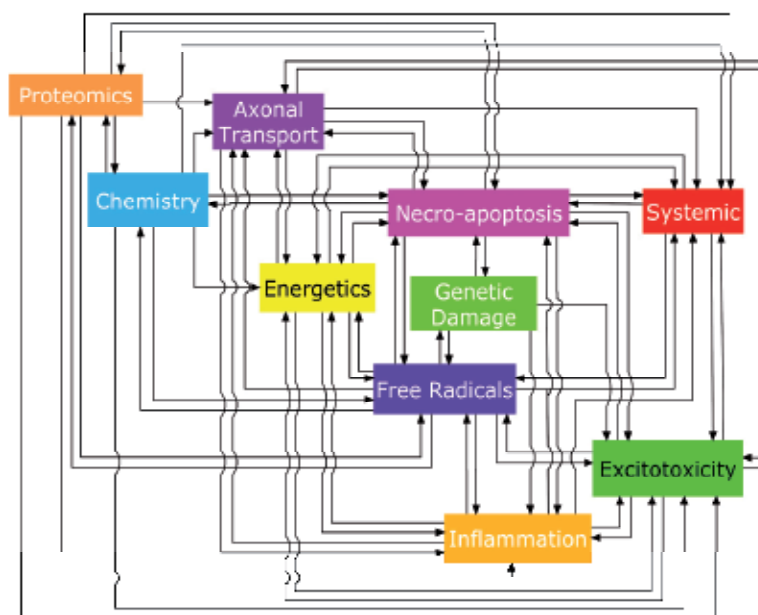 Proteomics
Axonal
Transport
Chemistry
Necro-apoptosis
Systemic
Energetics
Genetic
Damage
Free Radicals
Excitotoxicity
Inflammation